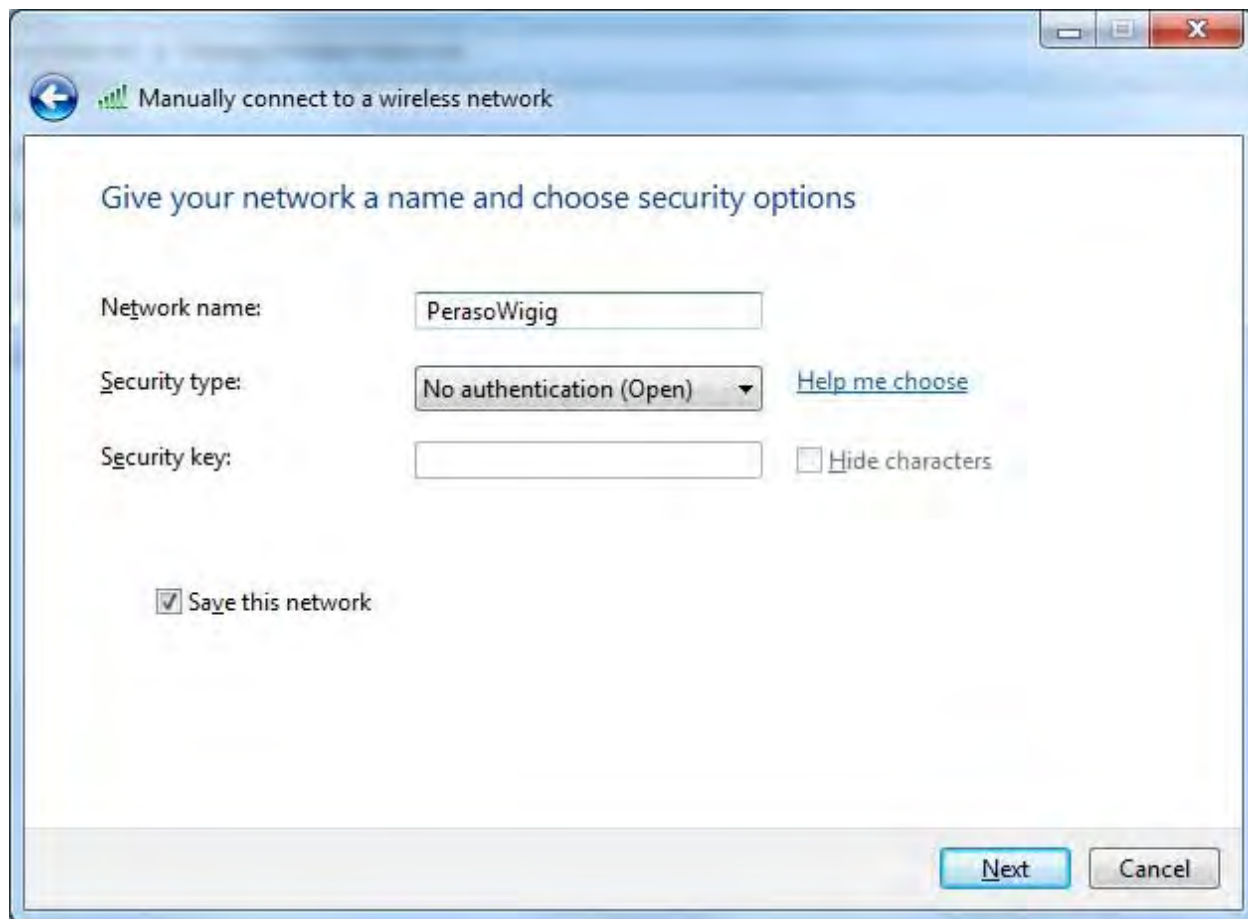 Manually connect to a wireless network
Give your network a name and choose security options
Network name: PerasoWigig
Security type: No authentication (Open) Help me choose
Security key: Hide characters
Save this network
Next Cancel